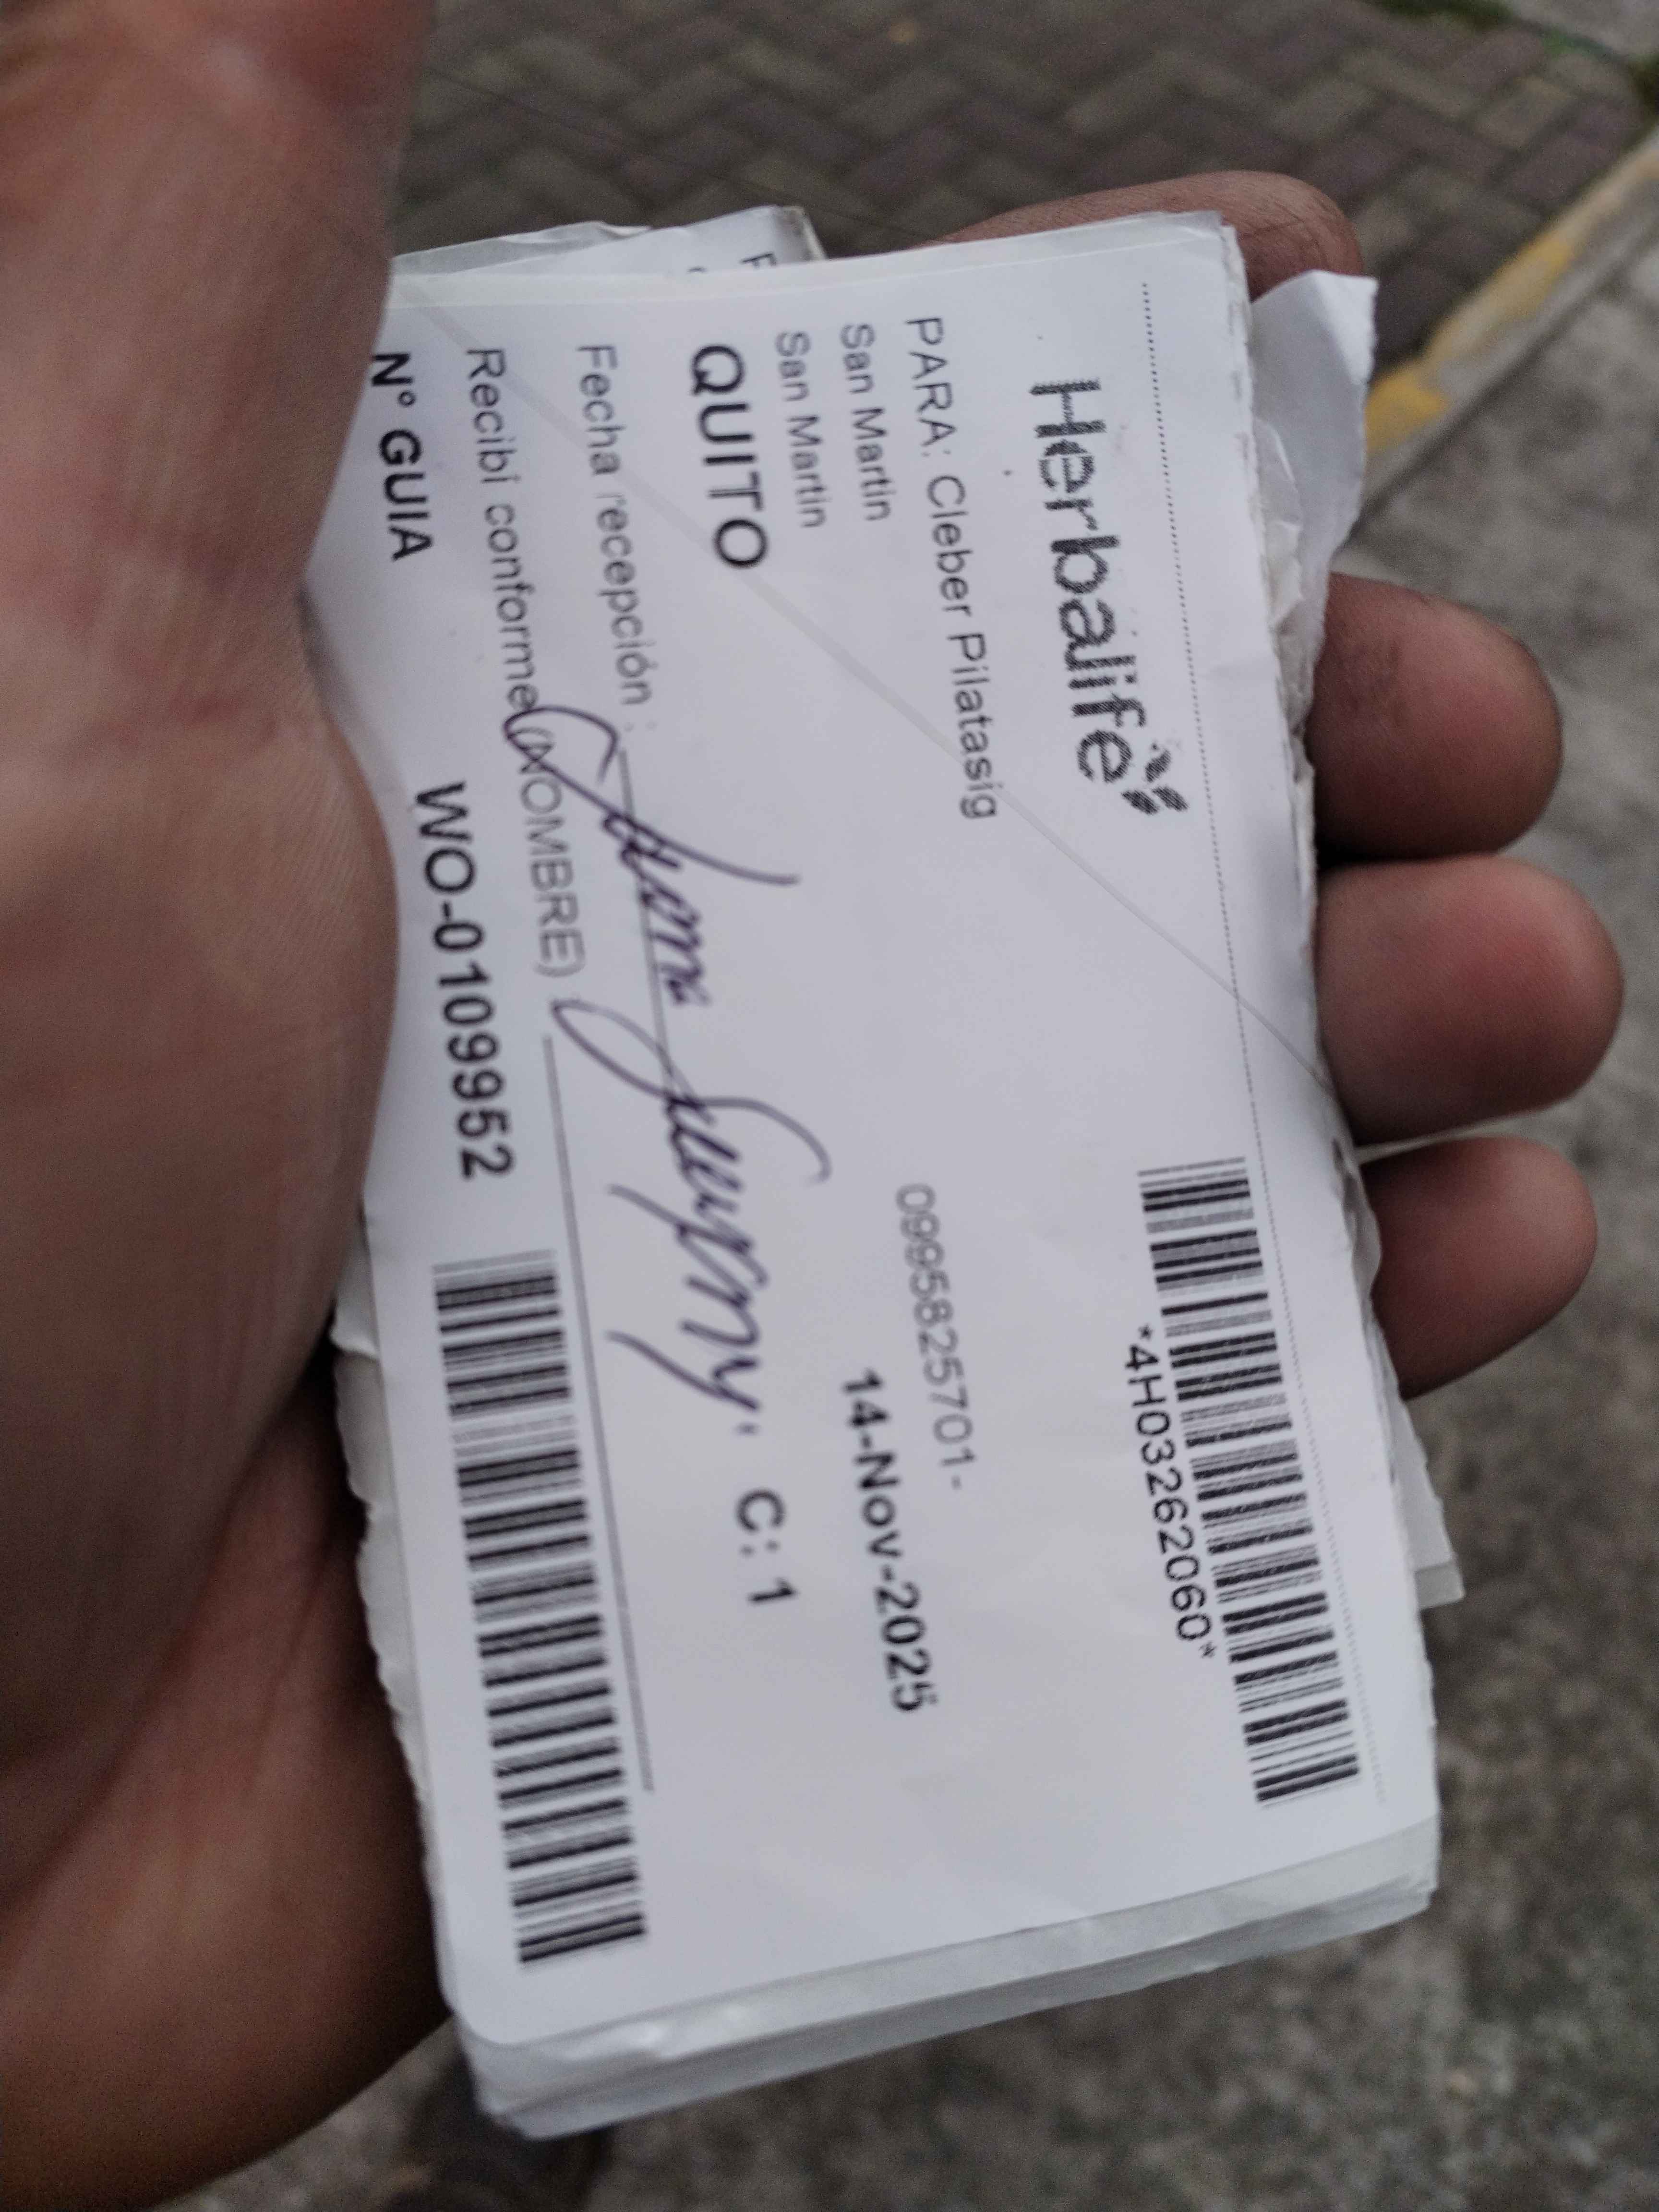 Herbalife
*4H03262060*
PARA: Cleber Pilatasig
0995825701-
San Martin
San Martin
14-Nov-2025
QUITO
C: 1
Fecha recepción :
Recibí conforme (NOMBRE)
N° GUIA WO-0109952